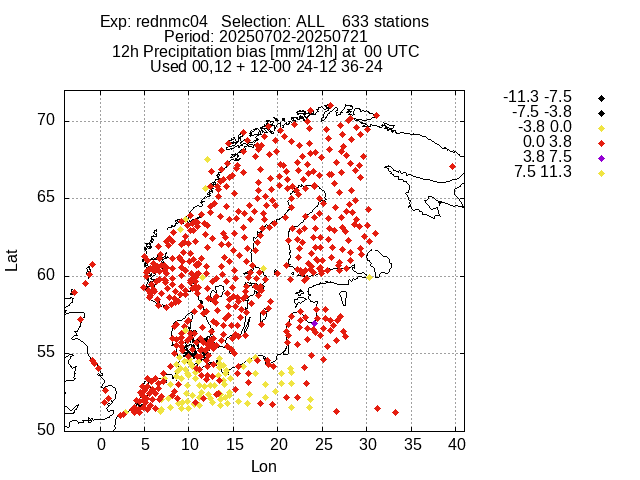 Exp: rednmc04 Selection: ALL 633 stations
Period: 20250702-20250721
12h Precipitation bias [mm/12h] at 00 UTC
Used 00,12 + 12-00 24-12 36-24
-11.3 -7.5
-7.5 -3.8
-3.8 0.0
0.0 3.8
3.8 7.5
7.5 11.3
70
65
60
55
50
Lat
0 5 10 15 20 25 30 35 40
Lon